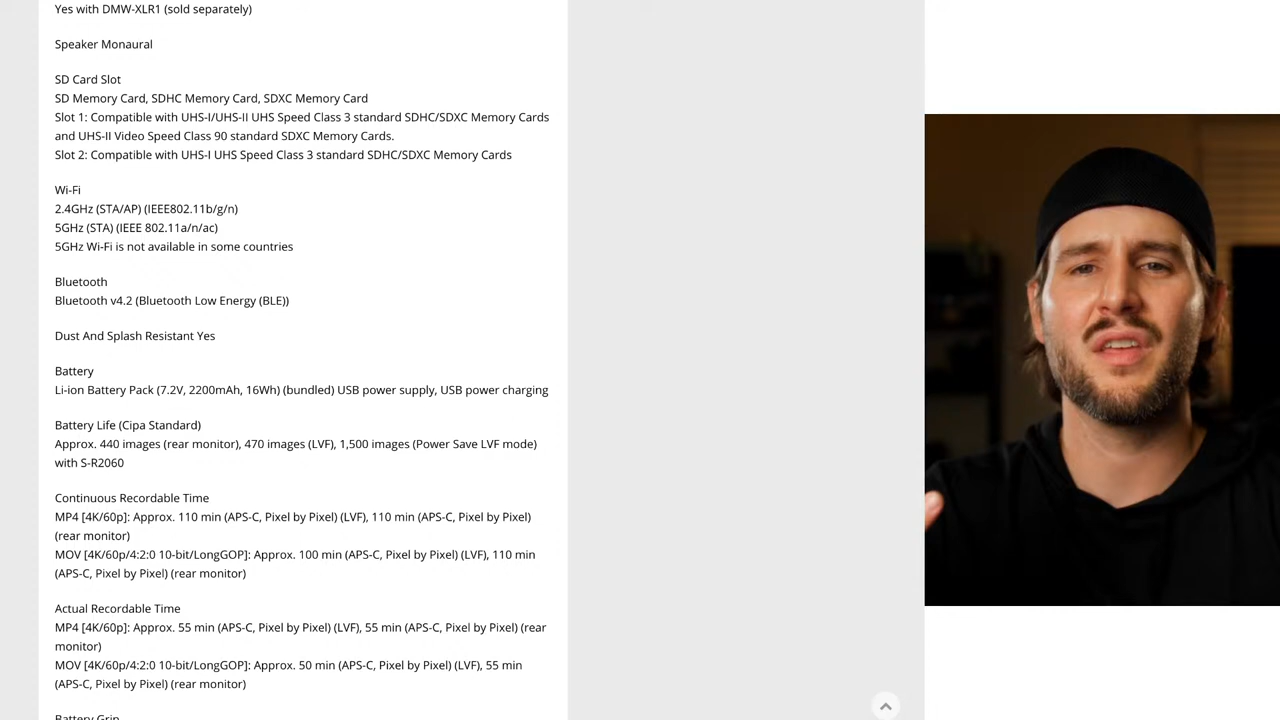 Yes with DMW-XLR1 (sold separately)
Speaker Monaural
SD Card Slot
SD Memory Card, SDHC Memory Card, SDXC Memory Card
Slot 1: Compatible with UHS-I/UHS-II UHS Speed Class 3 standard SDHC/SDXC Memory Cards
and UHS-II Video Speed Class 90 standard SDXC Memory Cards.
Slot 2: Compatible with UHS-I UHS Speed Class 3 standard SDHC/SDXC Memory Cards
Wi-Fi
2.4GHz (STA/AP) (IEEE802.11b/g/n)
5GHz (STA) (IEEE 802.11a/n/ac)
5GHz Wi-Fi is not available in some countries
Bluetooth
Bluetooth v4.2 (Bluetooth Low Energy (BLE))
Dust And Splash Resistant Yes
Battery
Li-ion Battery Pack (7.2V, 2200mAh, 16Wh) (bundled) USB power supply, USB power charging
Battery Life (Cipa Standard)
Approx. 440 images (rear monitor), 470 images (LVF), 1,500 images (Power Save LVF mode)
with S-R2060
Continuous Recordable Time
MP4 [4K/60p]: Approx. 110 min (APS-C, Pixel by Pixel) (LVF), 110 min (APS-C, Pixel by Pixel)
(rear monitor)
MOV [4K/60p/4:2:0 10-bit/LongGOP]: Approx. 100 min (APS-C, Pixel by Pixel) (LVF), 110 min
(APS-C, Pixel by Pixel) (rear monitor)
Actual Recordable Time
MP4 [4K/60p]: Approx. 55 min (APS-C, Pixel by Pixel) (LVF), 55 min (APS-C, Pixel by Pixel) (rear
monitor)
MOV [4K/60p/4:2:0 10-bit/LongGOP]: Approx. 50 min (APS-C, Pixel by Pixel) (LVF), 55 min
(APS-C, Pixel by Pixel) (rear monitor)
Battery Grip